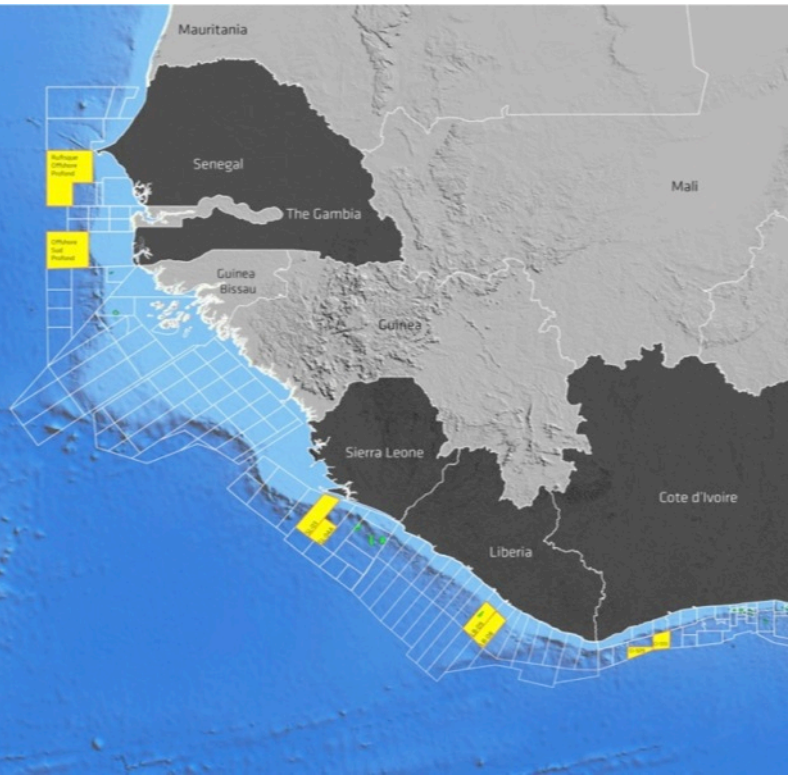 Mauritania
Rufisque
Offshore
Profond
Senegal
Mali
The Gambia
Offshore
Sud
Profond
Guinea
Bissau
Guinea
Sierra Leone
Cote d'Ivoire
Liberia